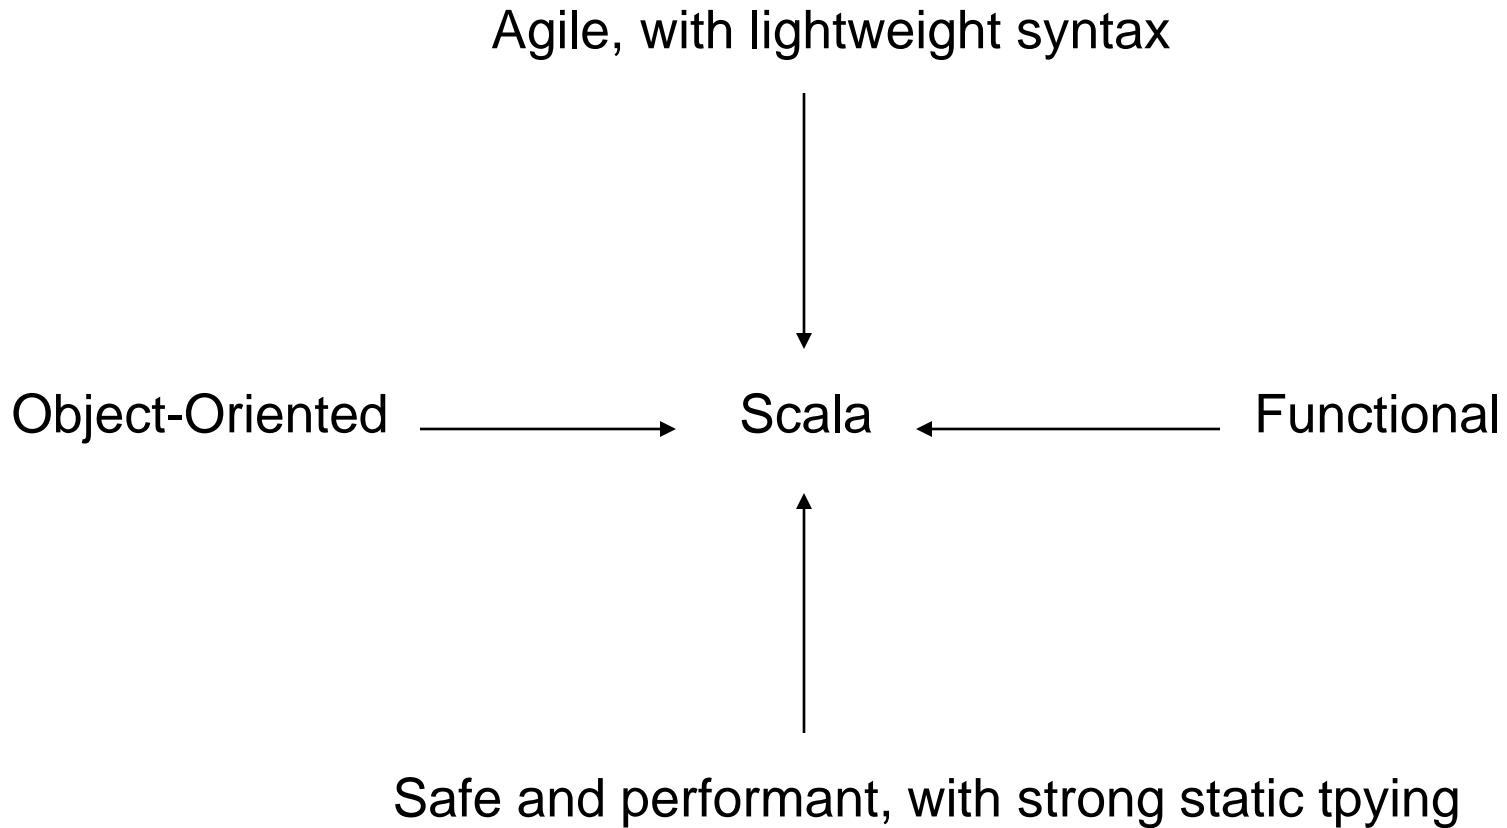 Agile, with lightweight syntax
Object-Oriented Scala Functional
Safe and performant, with strong static tpying